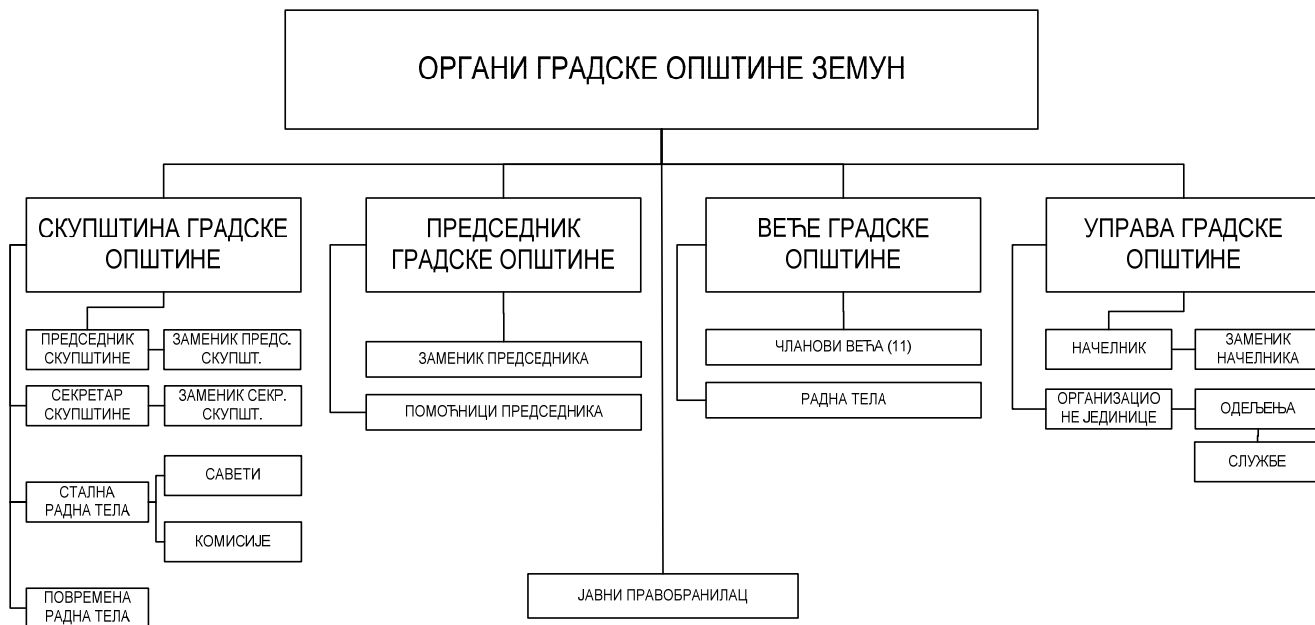 ОРГАНИ ГРАДСКЕ ОПШТИНЕ ЗЕМУН
СКУПШТИНА ГРАДСКЕ
ОПШТИНЕ
ПРЕДСЕДНИК
ГРАДСКЕ ОПШТИНЕ
ВЕЋЕ ГРАДСКЕ
ОПШТИНЕ
УПРАВА ГРАДСКЕ
ОПШТИНЕ
ПРЕДСЕДНИК
СКУПШТИНЕ
ЗАМЕНИК ПРЕДС.
СКУПШТ.
СЕКРЕТАР
СКУПШТИНЕ
ЗАМЕНИК СЕКР.
СКУПШТ.
СТАЛНА
РАДНА ТЕЛА
САВЕТИ
КОМИСИЈЕ
ПОВРЕМЕНА
РАДНА ТЕЛА
ЗАМЕНИК ПРЕДСЕДНИКА
ПОМОЋНИЦИ ПРЕДСЕДНИКА
ЧЛАНОВИ ВЕЋА (11)
РАДНА ТЕЛА
НАЧЕЛНИК
ЗАМЕНИК
НАЧЕЛНИКА
ОРГАНИЗАЦИО
НЕ ЈЕДИНИЦЕ
ОДЕЉЕЊА
СЛУЖБЕ
ЈАВНИ ПРАВОБРАНИЛАЦ